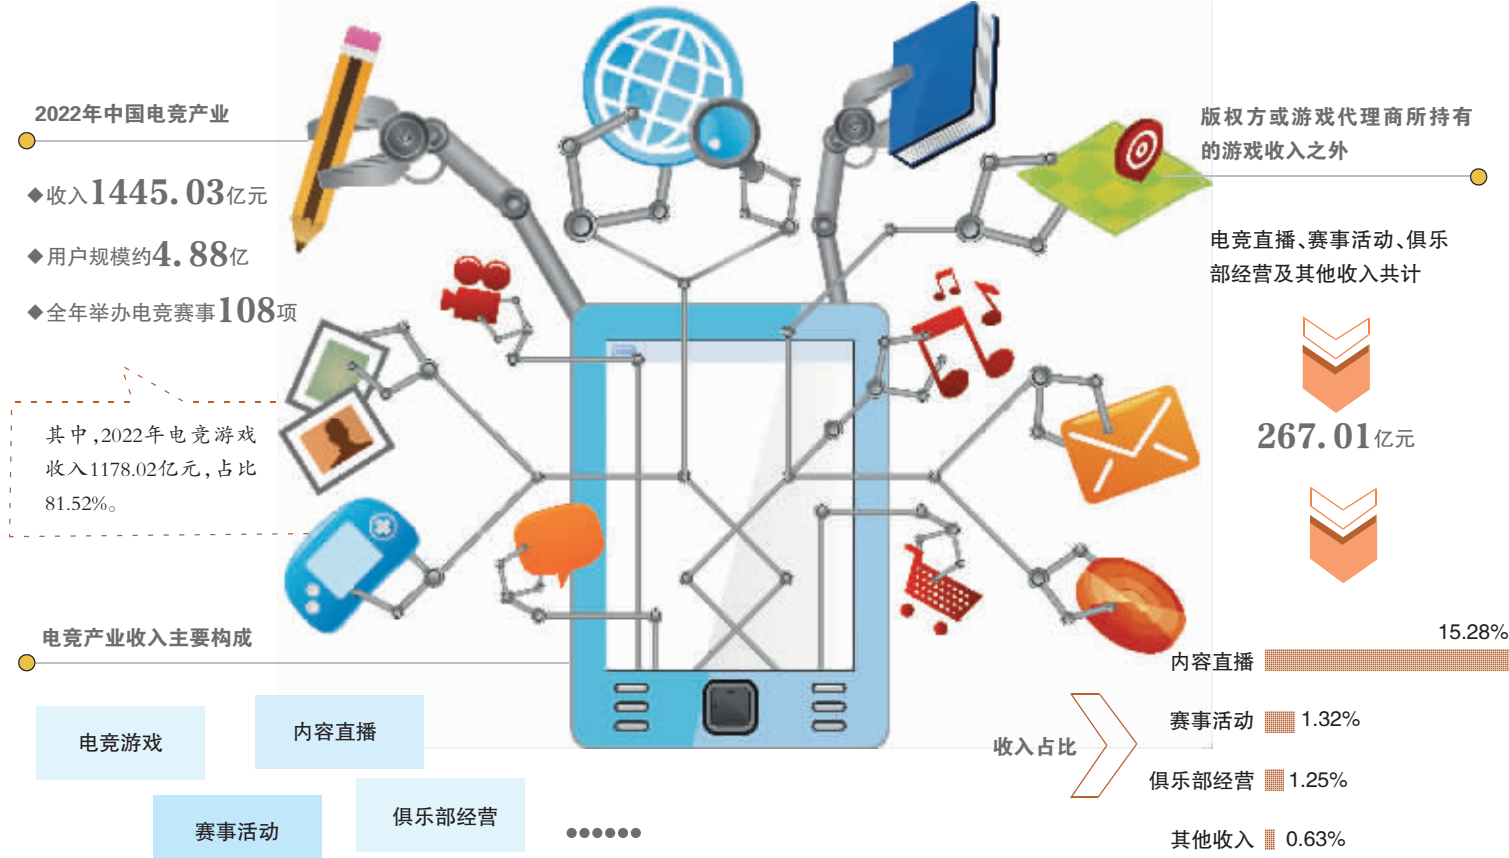 2022年中国电竞产业
◆收入1445.03亿元
◆用户规模约4.88亿
◆全年举办电竞赛事108项
其中,2022年电竞游戏
收入1178.02亿元,占比
81.52%。
版权方或游戏代理商所持有
的游戏收入之外
电竞直播、赛事活动、俱乐
部经营及其他收入共计
267.01亿元
电竞产业收入主要构成
电竞游戏
内容直播
赛事活动
俱乐部经营
●●●●●●
收入占比
内容直播 15.28%
赛事活动 1.32%
俱乐部经营 1.25%
其他收入 0.63%